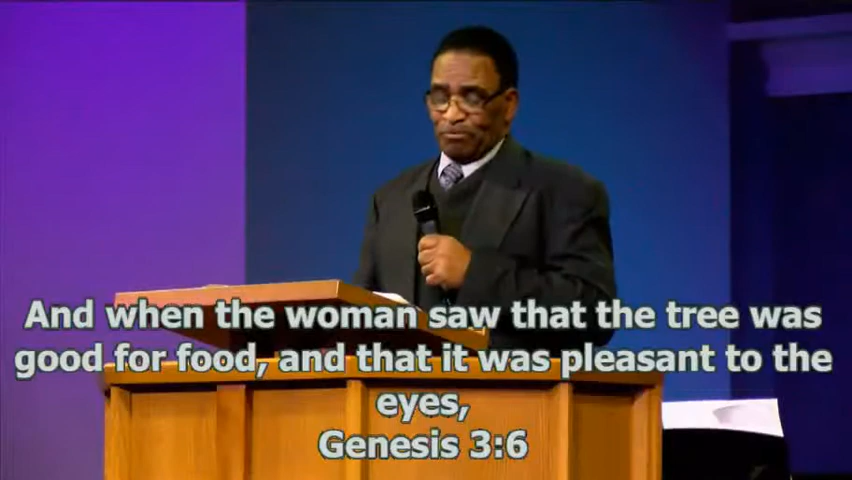 And when the woman saw that the tree was
good for food, and that it was pleasant to the
eyes,
Genesis 3:6